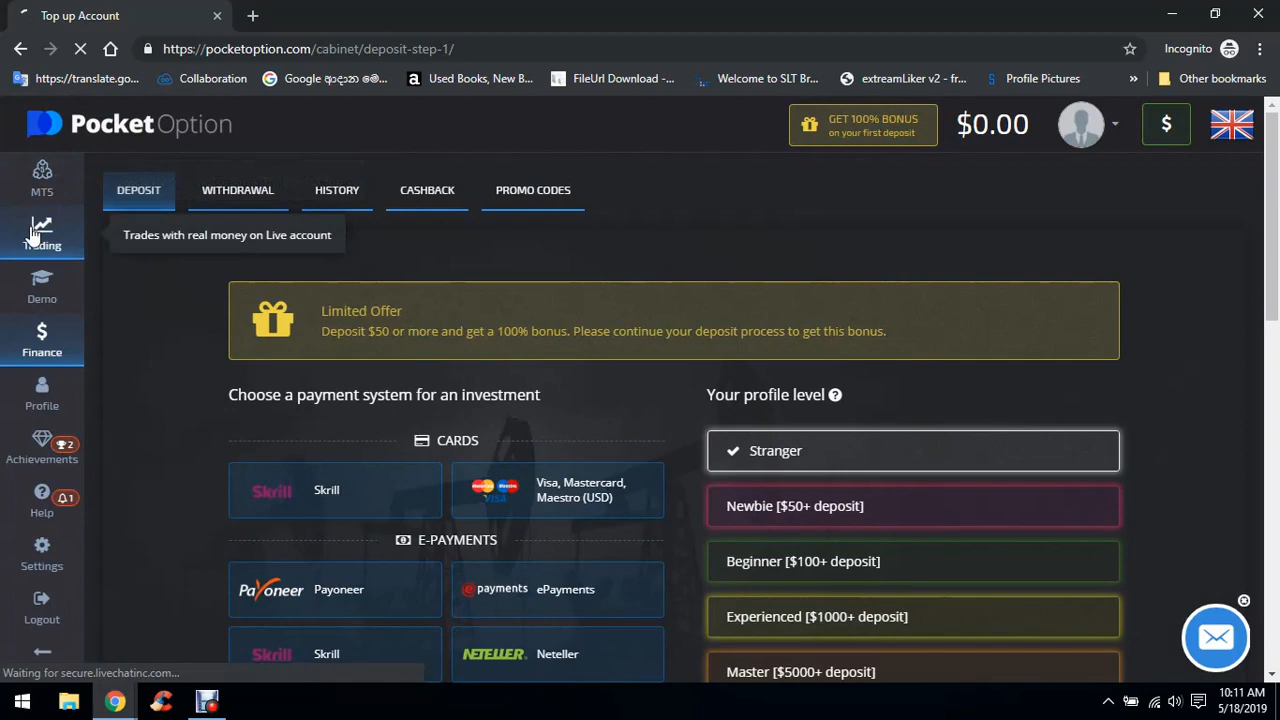 Top up Account
https://pocketoption.com/cabinet/deposit-step-1/
Incognito
https://translate.go...
Collaboration
Google ආදාන මෙ...
Used Books, New B...
FileUrl Download -...
Welcome to SLT Br...
extreamLiker v2 - fr...
Profile Pictures
»
Other bookmarks
PocketOption
GET 100% BONUS
on your first deposit
$0.00
$
MT5
Trading
Demo
Finance
Profile
Achievements
2
Help
1
Settings
Logout
DEPOSIT
WITHDRAWAL
HISTORY
CASHBACK
PROMO CODES
Trades with real money on Live account
Limited Offer
Deposit $50 or more and get a 100% bonus. Please continue your deposit process to get this bonus.
Choose a payment system for an investment
CARDS
Skrill Skrill
VISA
Visa, Mastercard,
Maestro (USD)
E-PAYMENTS
Payoneer Payoneer
epayments ePayments
Skrill Skrill
NETELLER. Neteller
Your profile level ?
Stranger
Newbie [$50+ deposit]
Beginner [$100+ deposit]
Experienced [$1000+ deposit]
Master [$5000+ deposit]
Waiting for secure.livechatinc.com...
10:11 AM
5/18/2019